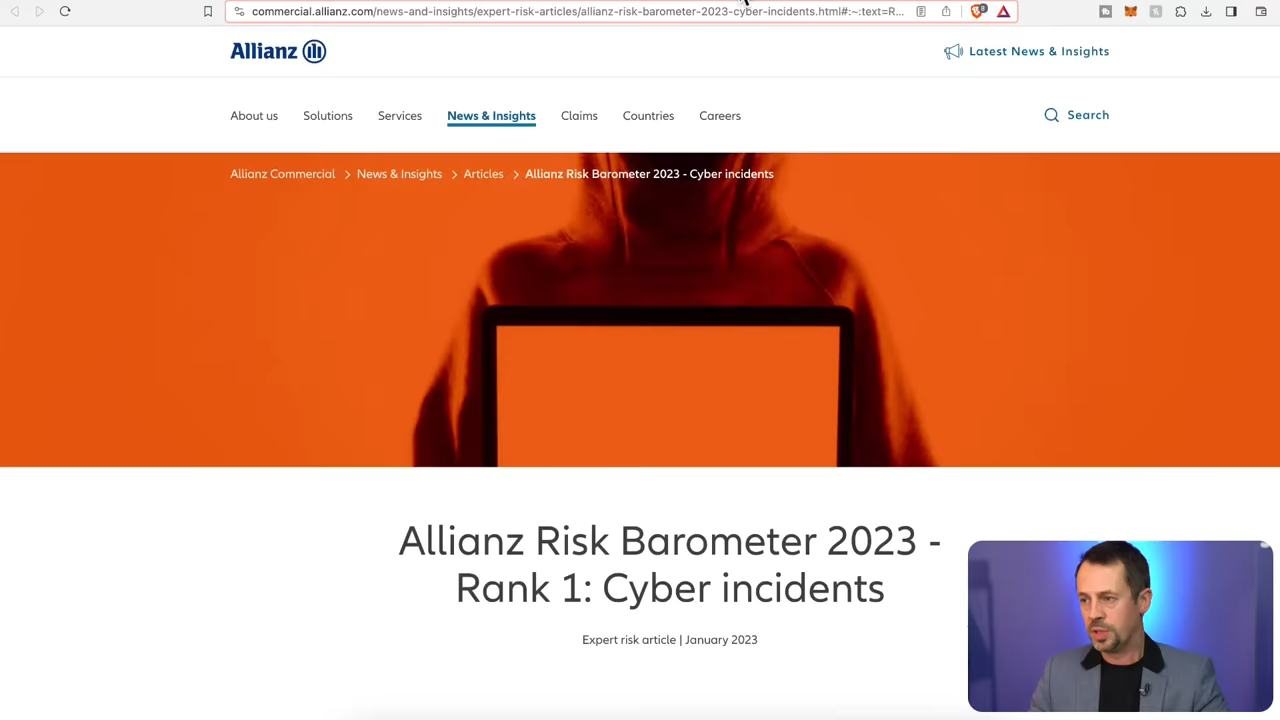 commercial.allianz.com/news-and-insights/expert-risk-articles/allianz-risk-barometer-2023-cyber-incidents.html#:~:text=R...
8
Allianz
Latest News & Insights
About us Solutions Services News & Insights Claims Countries Careers Search
Allianz Commercial > News & Insights > Articles > Allianz Risk Barometer 2023 - Cyber incidents
Allianz Risk Barometer 2023 -
Rank 1: Cyber incidents
Expert risk article | January 2023